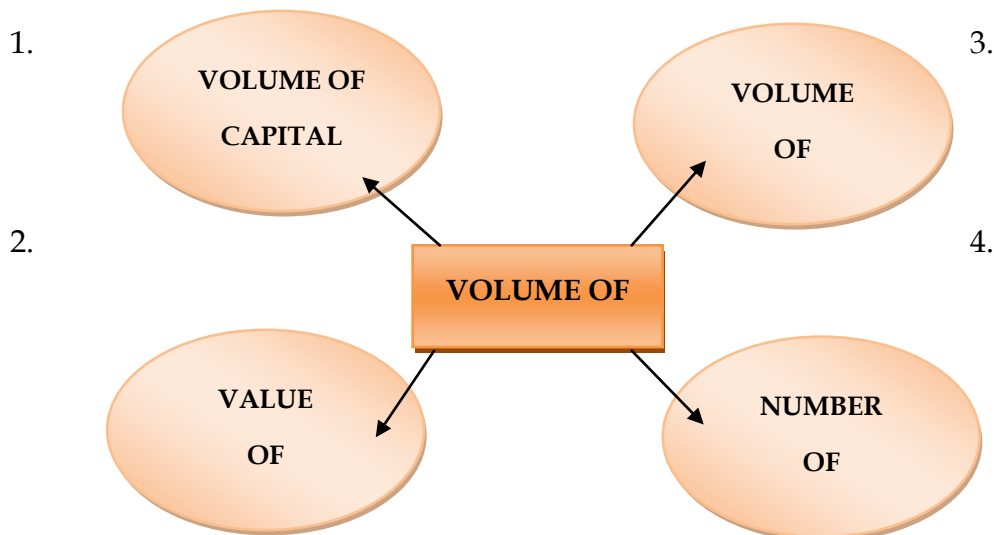 1.
VOLUME OF
CAPITAL
3.
VOLUME
OF
2.
4.
VOLUME OF
VALUE
OF
NUMBER
OF